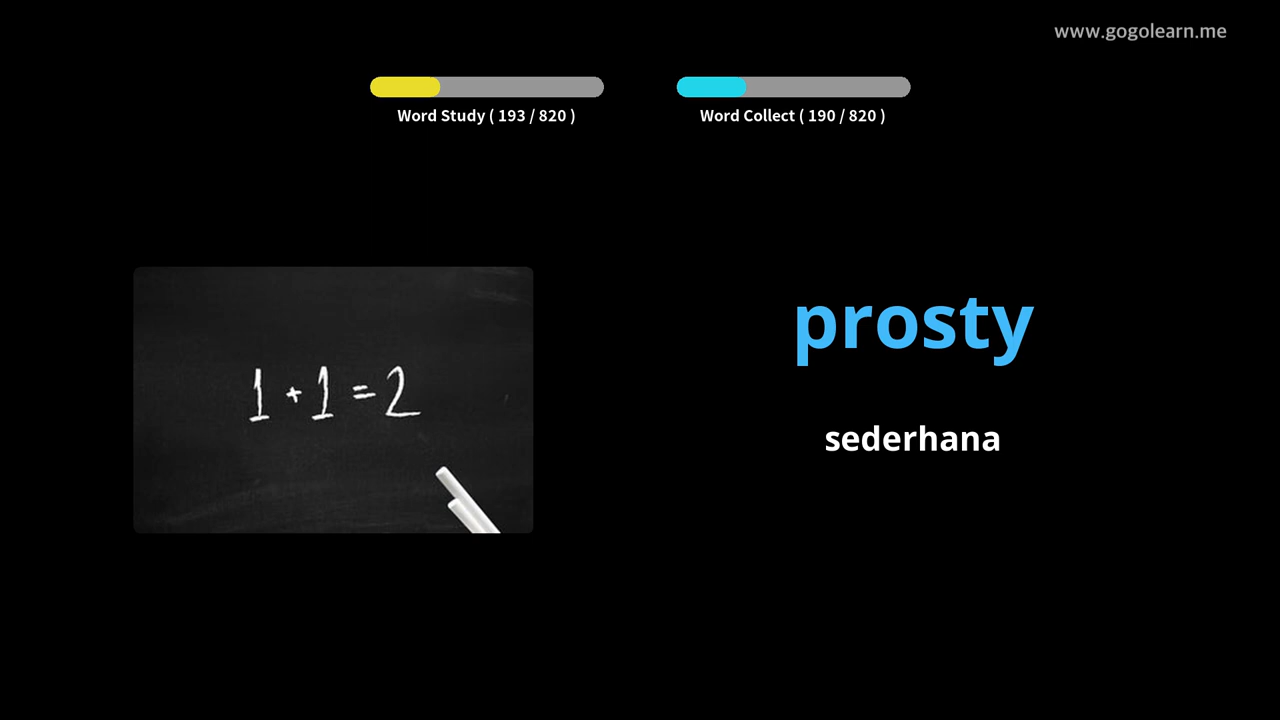 www.gogolearn.me
Word Study ( 193 / 820 )
Word Collect ( 190 / 820 )
1 + 1 = 2
prosty
sederhana